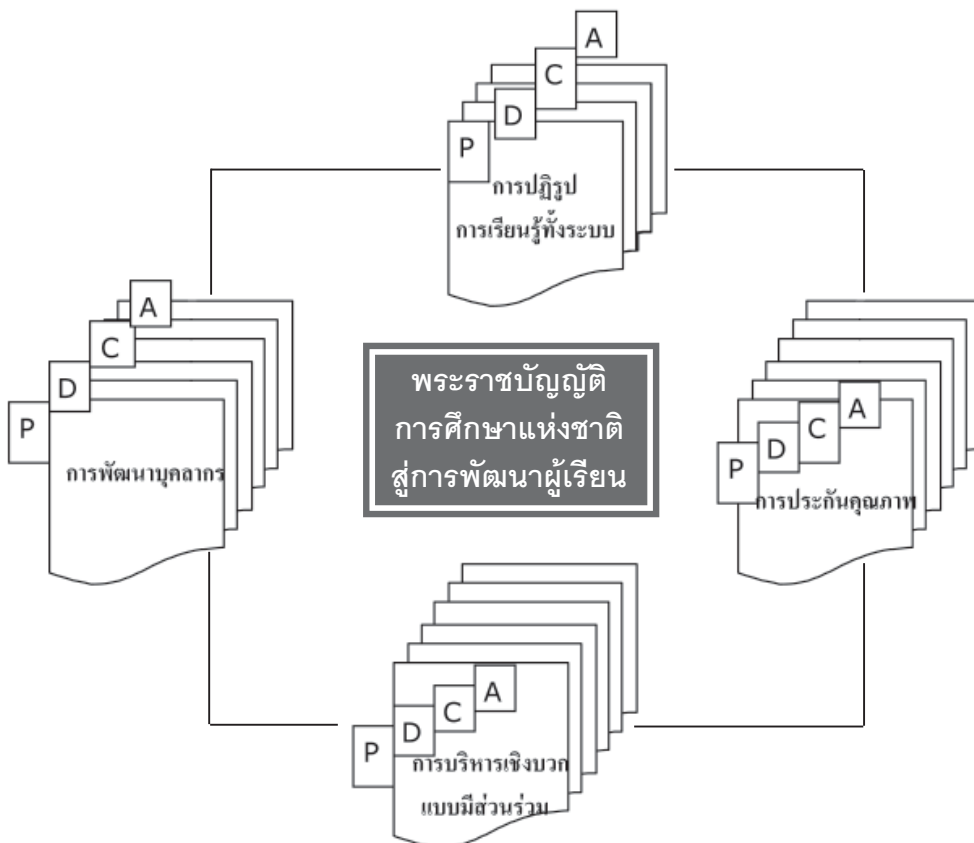 A
C
D
P
การปฏิรูป
การเรียนรู้ทั้งระบบ
A
C
D
P
การพัฒนาบุคลากร
พระราชบัญญัติ
การศึกษาแห่งชาติ
สู่การพัฒนาผู้เรียน
A
C
D
P
การประกันคุณภาพ
A
C
D
P
การบริหารเชิงบวก
แบบมีส่วนร่วม